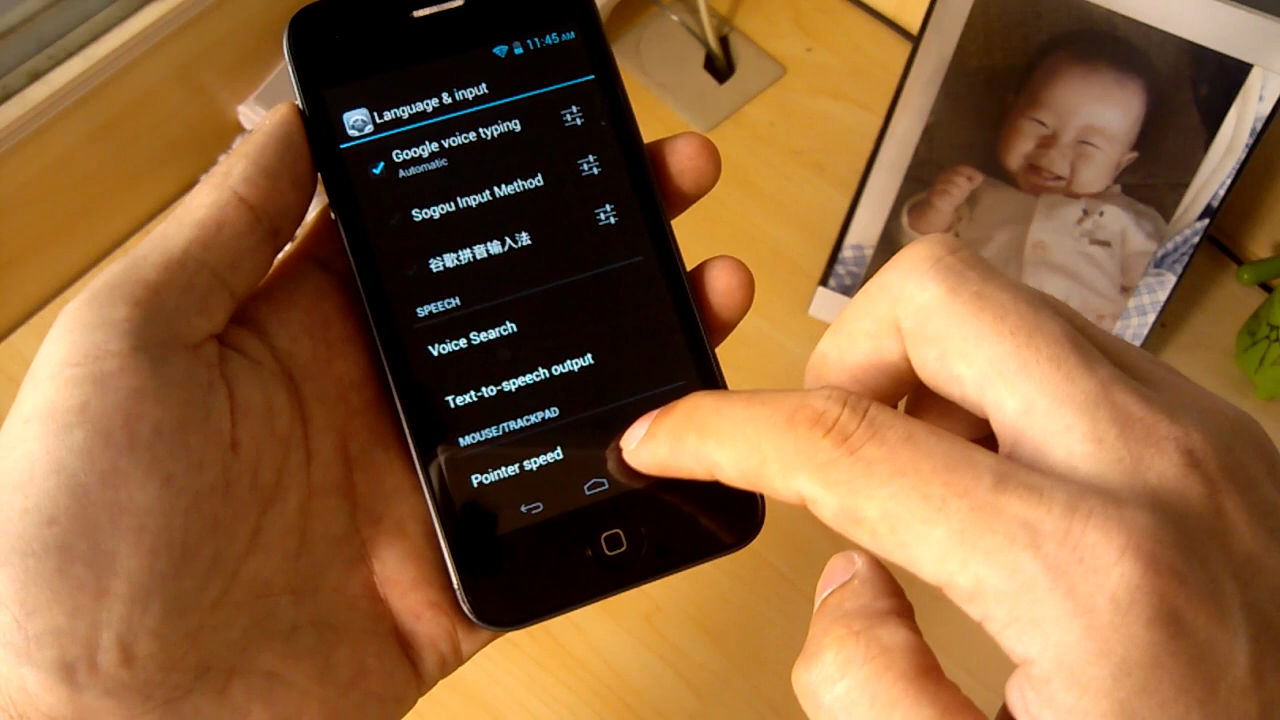 11:45 AM
Language & input
Google voice typing
Automatic
Sogou Input Method
谷歌拼音输入法
SPEECH
Voice Search
Text-to-speech output
MOUSE/TRACKPAD
Pointer speed